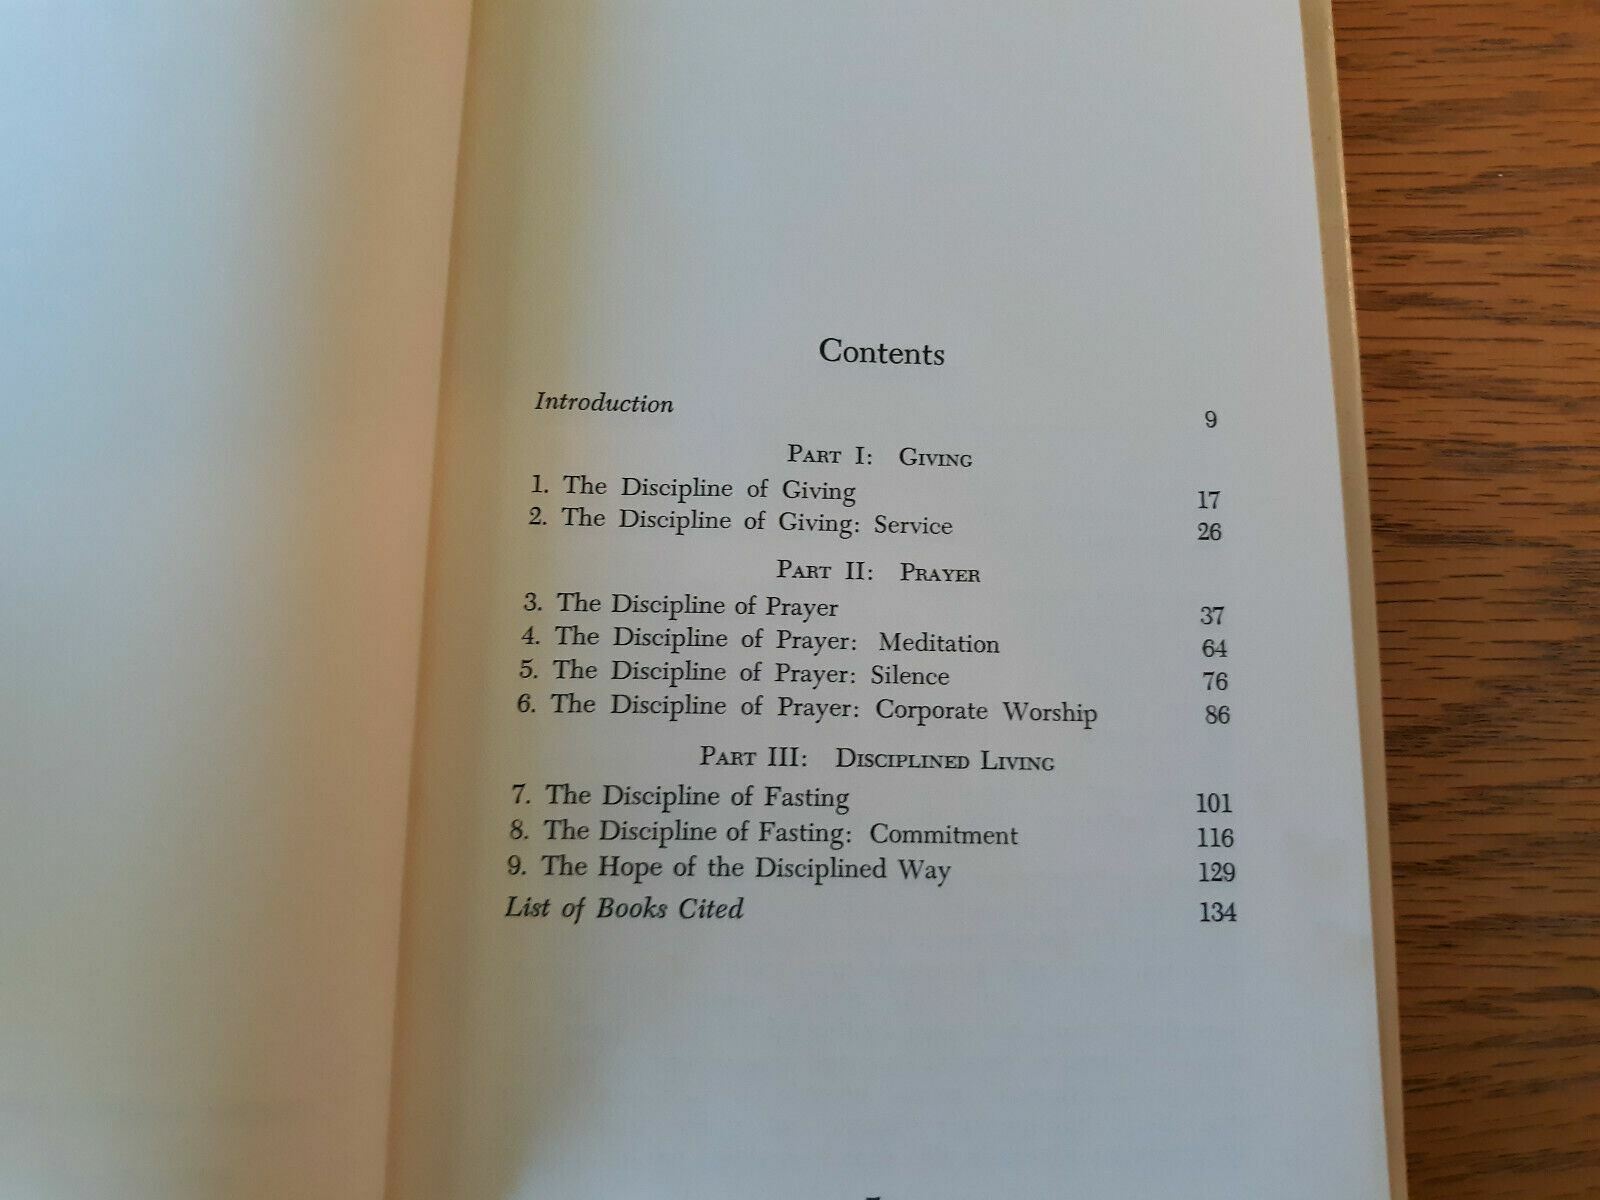 Contents
Introduction 9
Part I: Giving
1. The Discipline of Giving 17
2. The Discipline of Giving: Service 26
Part II: Prayer
3. The Discipline of Prayer 37
4. The Discipline of Prayer: Meditation 64
5. The Discipline of Prayer: Silence 76
6. The Discipline of Prayer: Corporate Worship 86
Part III: Disciplined Living
7. The Discipline of Fasting 101
8. The Discipline of Fasting: Commitment 116
9. The Hope of the Disciplined Way 129
List of Books Cited 134